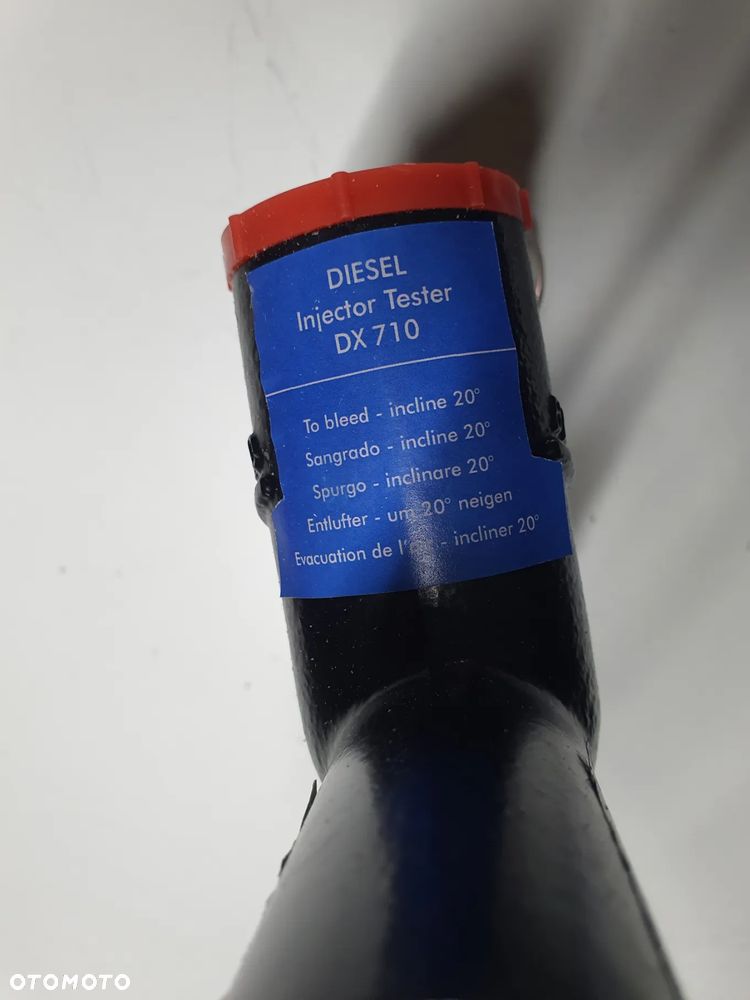 DIESEL
Injector Tester
DX 710
To bleed - incline 20°
Sangrado - incline 20°
Spurgo - inclinare 20°
Entlufter - um 20° neigen
Evacuation de - incliner 20°
OTOMOTO